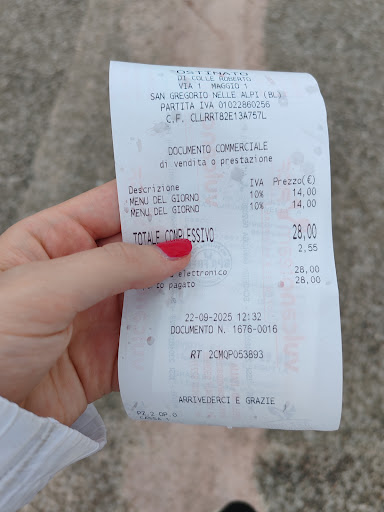 OSTINATO
DI COLLE ROBERTO
VIA 1 MAGGIO 1
SAN GREGORIO NELLE ALPI (BL)
PARTITA IVA 01022860256
C.F. CLLRRT82E13A757L
DOCUMENTO COMMERCIALE
di vendita o prestazione
Descrizione IVA Prezzo(€)
MENU DEL GIORNO 10% 14,00
MENU DEL GIORNO 10% 14,00
TOTALE COMPLESSIVO 28,00
2,55
elettronico 28,00
pagato 28,00
22-09-2025 12:32
DOCUMENTO N. 1676-0016
RT 2CMQP053893
ARRIVEDERCI E GRAZIE